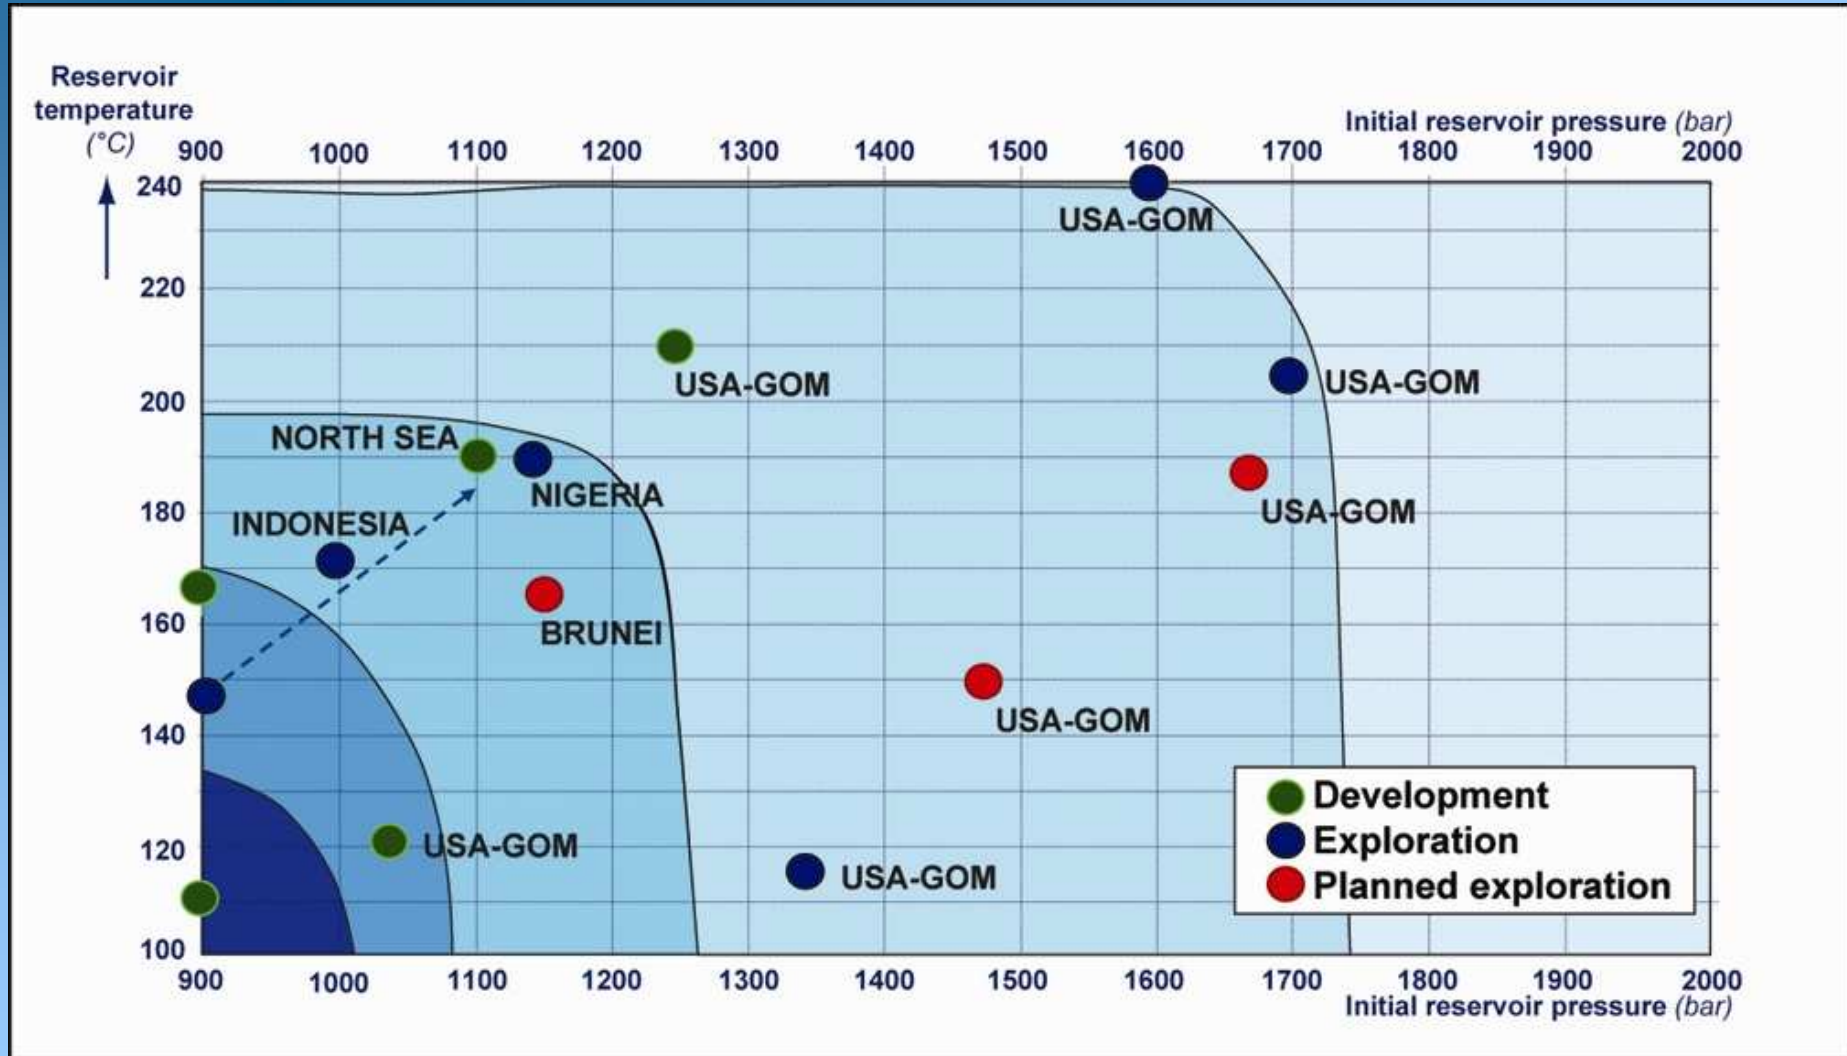 Reservoir
temperature
(°C)
Initial reservoir pressure (bar)
900 1000 1100 1200 1300 1400 1500 1600 1700 1800 1900 2000
240
USA-GOM
220
USA-GOM
USA-GOM
200
NORTH SEA
NIGERIA
USA-GOM
180
INDONESIA
160
BRUNEI
USA-GOM
140
Development
USA-GOM
120
Exploration
USA-GOM
Planned exploration
100
900 1000 1100 1200 1300 1400 1500 1600 1700 1800 1900 2000
Initial reservoir pressure (bar)